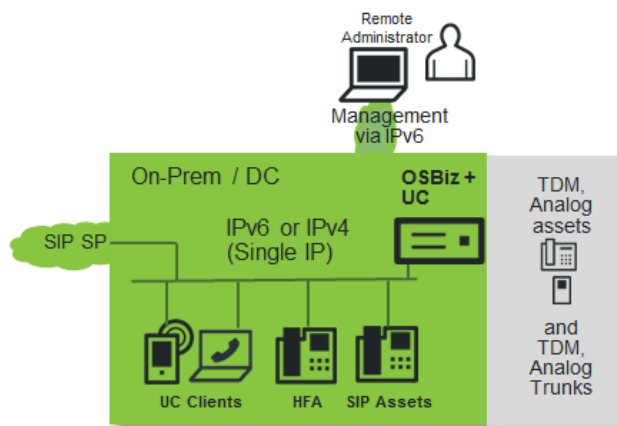 Remote
Administrator
Management
via IPv6
On-Prem / DC
OSBiz +
UC
SIP SP
IPv6 or IPv4
(Single IP)
UC Clients
HFA
SIP Assets
TDM,
Analog
assets
and
TDM,
Analog
Trunks